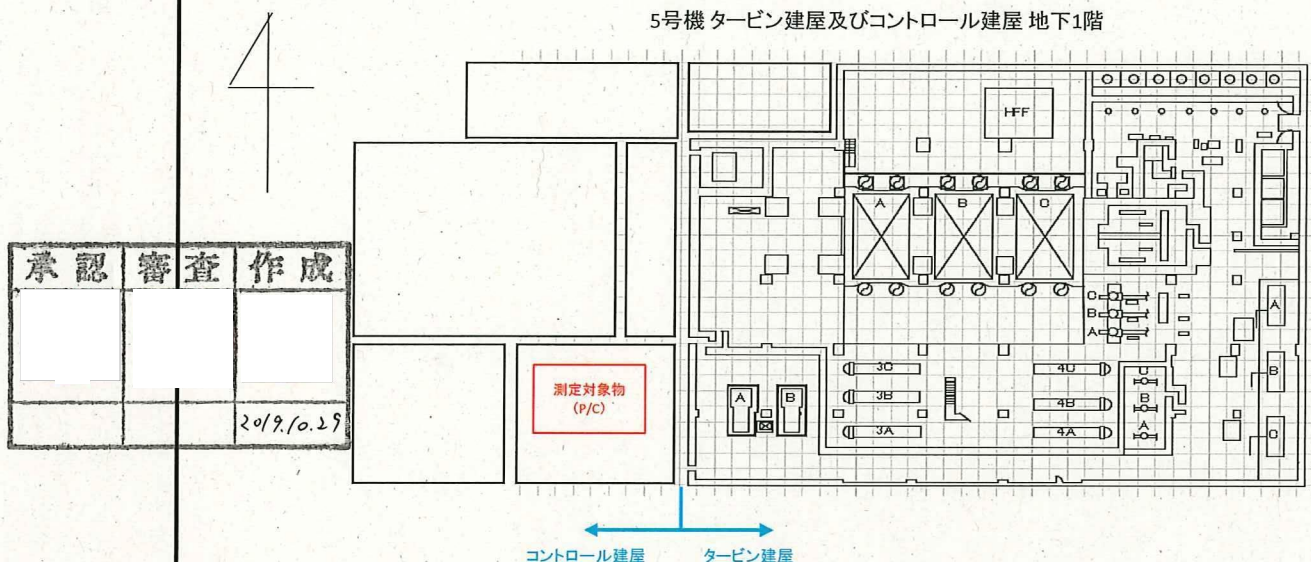 5号機 タービン建屋及びコントロール建屋 地下1階
承認 審査 作成
2019.10.29
HFF
A B C
C
B
A
A
B
C
測定対象物
(P/C)
A B
3C
3B
3A
4C
4B
4A
C
B
A
コントロール建屋 タービン建屋